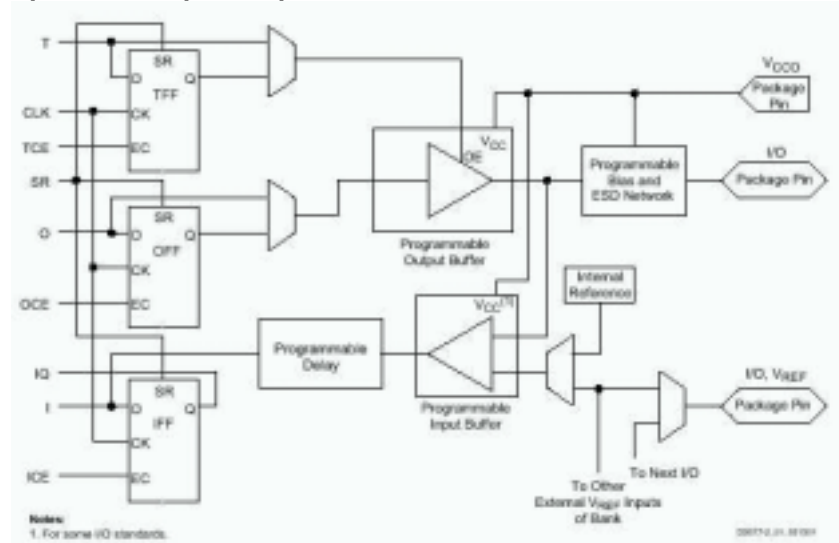 T
SR
D
Q
TFF
CLK
CK
TCE
EC
SR
VCCO
Package
Pin
VCC
OE
I/O
Programmable
Bias and
ESD Network
Package Pin
SR
O
D
Q
OFF
CK
OCE
EC
Programmable
Output Buffer
Internal
Reference
VCC(1)
Programmable
Delay
IQ
SR
I
D
Q
IFF
Programmable
Input Buffer
I/O, VREF
Package Pin
CK
ICE
EC
To Next I/O
To Other
External VREF Inputs
of Bank
Notes:
1. For some I/O standards.